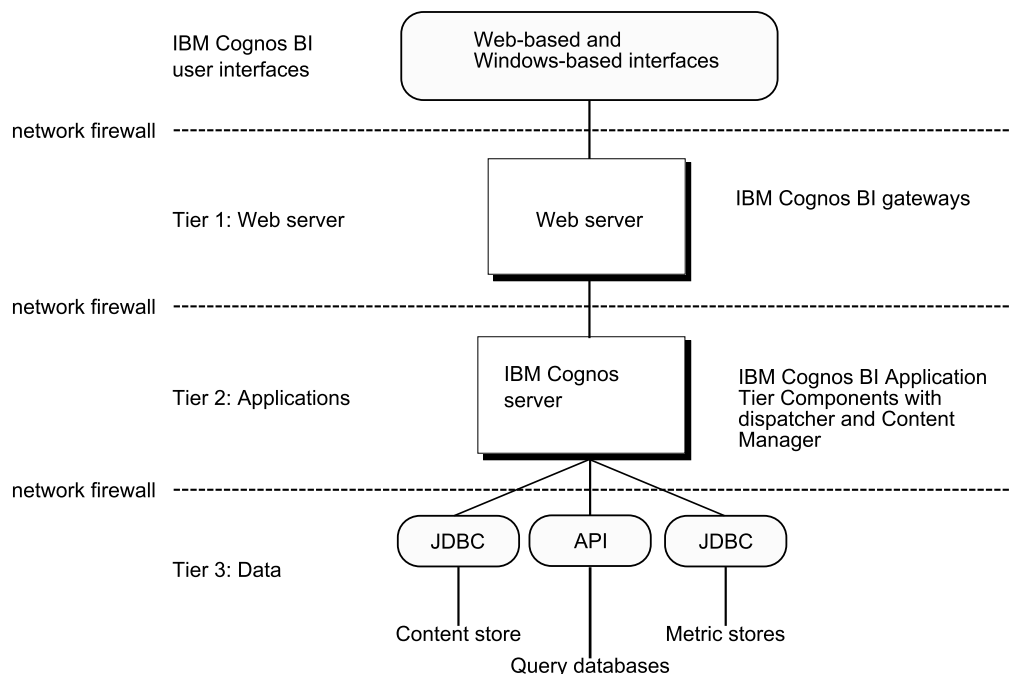 IBM Cognos BI
user interfaces
Web-based and
Windows-based interfaces
network firewall
Tier 1: Web server
Web server
IBM Cognos BI gateways
network firewall
Tier 2: Applications
IBM Cognos
server
IBM Cognos BI Application
Tier Components with
dispatcher and Content
Manager
network firewall
JDBC
API
JDBC
Tier 3: Data
Content store
Metric stores
Query databases